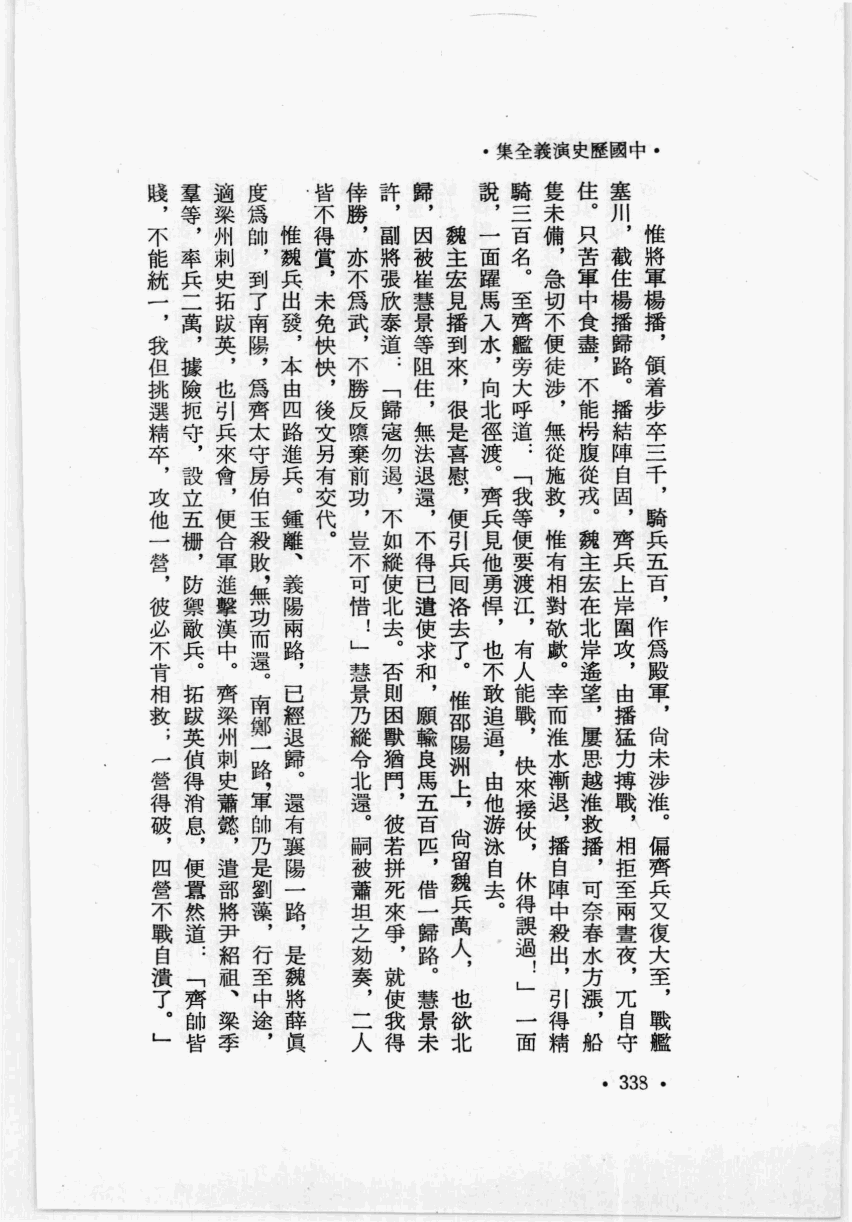 •中國歷史演義全集•
惟將軍楊播，領着步卒三千，騎兵五百，作爲殿軍，尙未涉淮。偏齊兵又復大至，戰艦
塞川，截住楊播歸路。播結陣自固，齊兵上岸圍攻，由播猛力搏戰，相拒至兩晝夜，兀自守
住。只苦軍中食盡，不能枵腹從戎。魏主宏在北岸遙望，屢思越淮救播，可奈春水方漲，船
隻未備，急切不便徒涉，無從施救，惟有相對欷歔。幸而淮水漸退，播自陣中殺出，引得精
騎三百名。至齊艦旁大呼道：「我等便要渡江，有人能戰，快來接仗，休得誤過！」一面
說，一面躍馬入水，向北徑渡。齊兵見他勇悍，也不敢追逼，由他游泳自去。
魏主宏見播到來，很是喜慰，便引兵囘洛去了。惟邵陽洲上，尙留魏兵萬人，也欲北
歸，因被崔慧景等阻住，無法退還，不得已遣使求和，願輸良馬五百匹，借一歸路。慧景未
許，副將張欣泰道：「歸寇勿遏，不如縱使北去。否則困獸猶鬥，彼若拼死來爭，就使我得
倖勝，亦不爲武，不勝反隳棄前功，豈不可惜！」慧景乃縱令北還。嗣被蕭坦之劾奏，二人
皆不得賞，未免怏怏，後文另有交代。
惟魏兵出發，本由四路進兵。鍾離、義陽兩路，已經退歸。還有襄陽一路，是魏將薛眞
度爲帥，到了南陽，爲齊太守房伯玉殺敗，無功而還。南鄭一路，軍帥乃是劉藻，行至中途，
適梁州刺史拓跋英，也引兵來會，便合軍進擊漢中。齊梁州刺史蕭懿，遣部將尹紹祖、梁季
羣等，率兵二萬，據險扼守，設立五柵，防禦敵兵。拓跋英偵得消息，便囂然道：「齊帥皆
賤，不能統一，我但挑選精卒，攻他一營，彼必不肯相救；一營得破，四營不戰自潰了。」
•338•